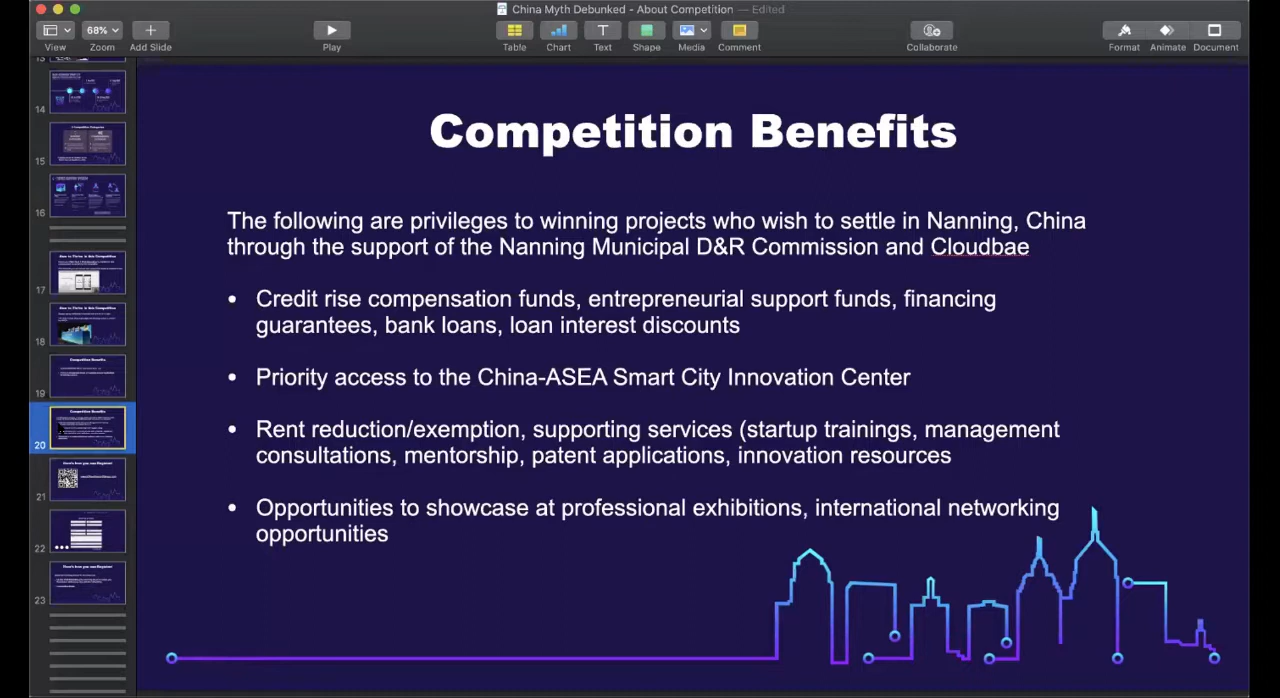 China Myth Debunked - About Competition — Edited
68%
View
Zoom
Add Slide
Play
Table
Chart
Text
Shape
Media
Comment
Collaborate
Format
Animate
Document
13
14
15
16
17
18
19
20
21
22
23
Competition Benefits
The following are privileges to winning projects who wish to settle in Nanning, China
through the support of the Nanning Municipal D&R Commission and Cloudbae
• Credit rise compensation funds, entrepreneurial support funds, financing
guarantees, bank loans, loan interest discounts
• Priority access to the China-ASEA Smart City Innovation Center
• Rent reduction/exemption, supporting services (startup trainings, management
consultations, mentorship, patent applications, innovation resources
• Opportunities to showcase at professional exhibitions, international networking
opportunities